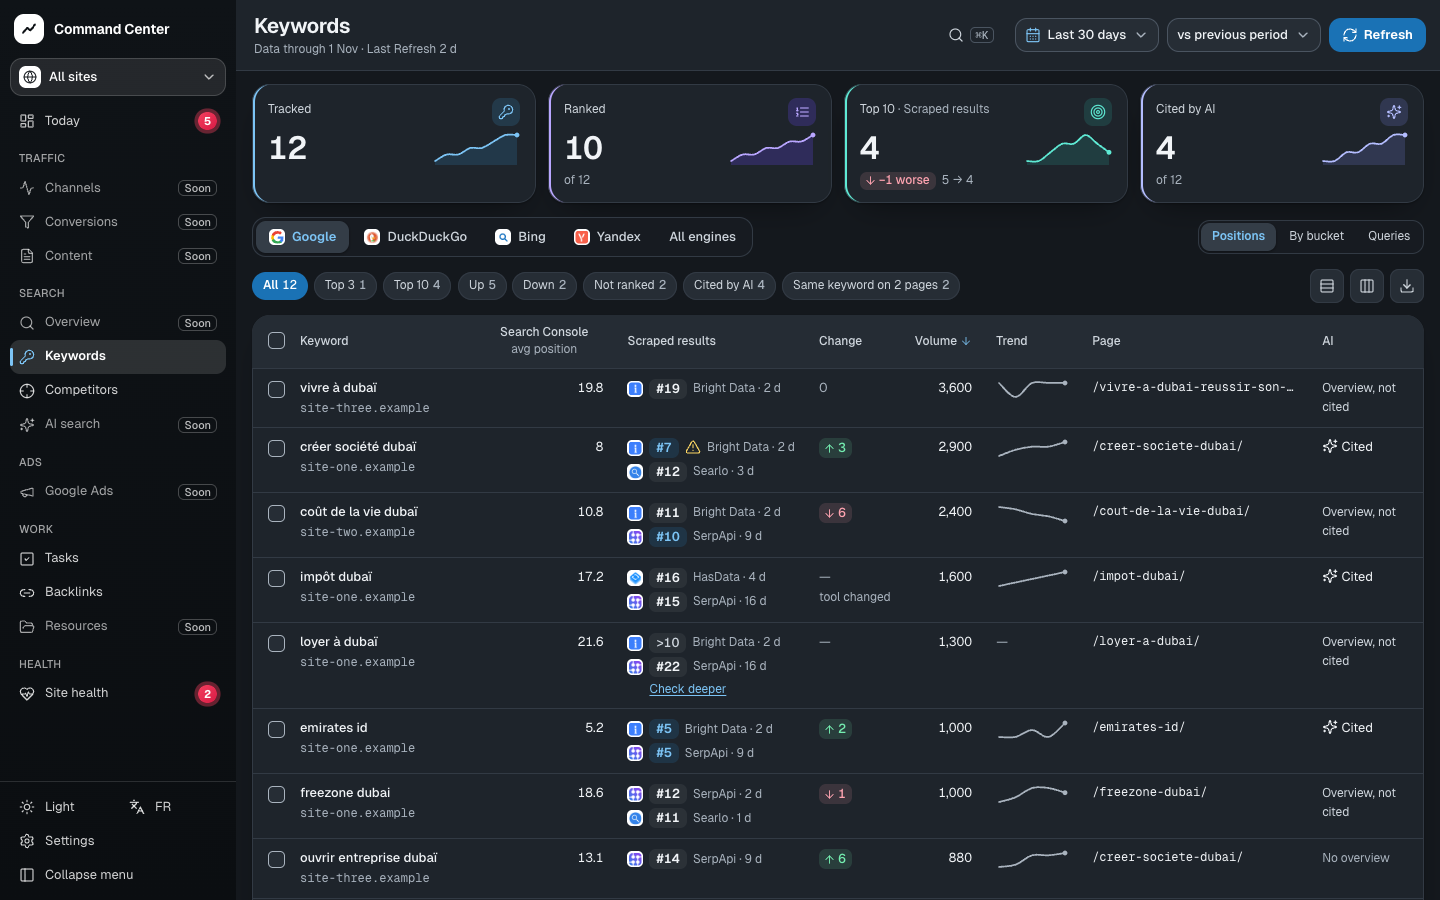 Command Center
All sites
Today
5
TRAFFIC
Channels Soon
Conversions Soon
Content Soon
SEARCH
Overview Soon
Keywords
Competitors
AI search Soon
ADS
Google Ads Soon
WORK
Tasks
Backlinks
Resources Soon
HEALTH
Site health 2
Light FR
Settings
Collapse menu
Keywords
Data through 1 Nov · Last Refresh 2 d
⌘K
Last 30 days
vs previous period
Refresh
Tracked
12
Ranked
10
of 12
Top 10 · Scraped results
4
↓ −1 worse 5 → 4
Cited by AI
4
of 12
Google DuckDuckGo Bing Yandex All engines
Positions By bucket Queries
All 12 Top 3 1 Top 10 4 Up 5 Down 2 Not ranked 2 Cited by AI 4 Same keyword on 2 pages 2
Keyword Search Console avg position Scraped results Change Volume ↓ Trend Page AI
vivre à dubaï 19.8 #19 Bright Data · 2 d 0 3,600 /vivre-a-dubai-reussir-son-… Overview, not cited
site-three.example
créer société dubaï 8 #7 Bright Data · 2 d ↑ 3 2,900 /creer-societe-dubai/ Cited
site-one.example #12 Searlo · 3 d
coût de la vie dubaï 10.8 #11 Bright Data · 2 d ↓ 6 2,400 /cout-de-la-vie-dubai/ Overview, not cited
site-two.example #10 SerpApi · 9 d
impôt dubaï 17.2 #16 HasData · 4 d — 1,600 /impot-dubai/ Cited
site-one.example #15 SerpApi · 16 d tool changed
loyer à dubaï 21.6 >10 Bright Data · 2 d — 1,300 — /loyer-a-dubai/ Overview, not cited
site-one.example #22 SerpApi · 16 d
Check deeper
emirates id 5.2 #5 Bright Data · 2 d ↑ 2 1,000 /emirates-id/ Cited
site-one.example #5 SerpApi · 9 d
freezone dubai 18.6 #12 SerpApi · 2 d ↓ 1 1,000 /freezone-dubai/ Overview, not cited
site-one.example #11 Searlo · 1 d
ouvrir entreprise dubaï 13.1 #14 SerpApi · 9 d ↑ 6 880 /creer-societe-dubai/ No overview
site-three.example